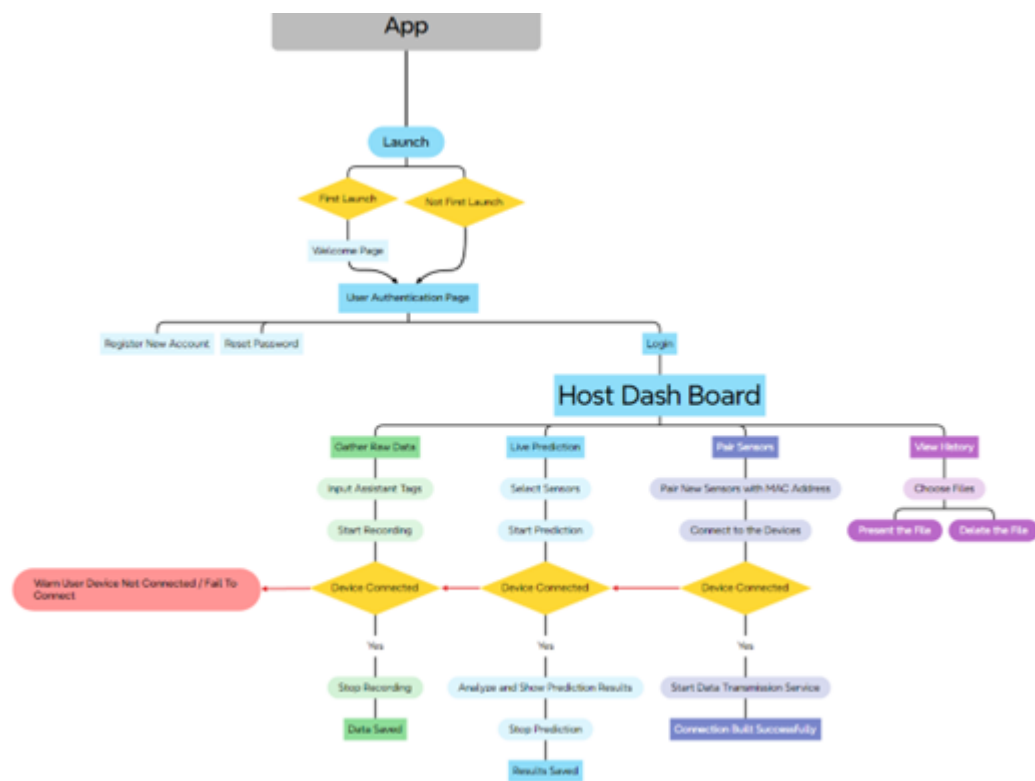 App
Launch
First Launch
Not First Launch
Welcome Page
User Authentication Page
Register New Account
Reset Password
Login
Host Dash Board
Gather Raw Data
Live Prediction
Pair Sensors
View History
Input Assistant Tags
Select Sensors
Pair New Sensors with MAC Address
Choose Files
Start Recording
Start Prediction
Connect to the Devices
Present the File
Delete the File
Warn User Device Not Connected / Fail To
Connect
Device Connected
Device Connected
Device Connected
Yes
Yes
Yes
Stop Recording
Analyze and Show Prediction Results
Start Data Transmission Service
Data Saved
Stop Prediction
Connection Built Successfully
Results Saved